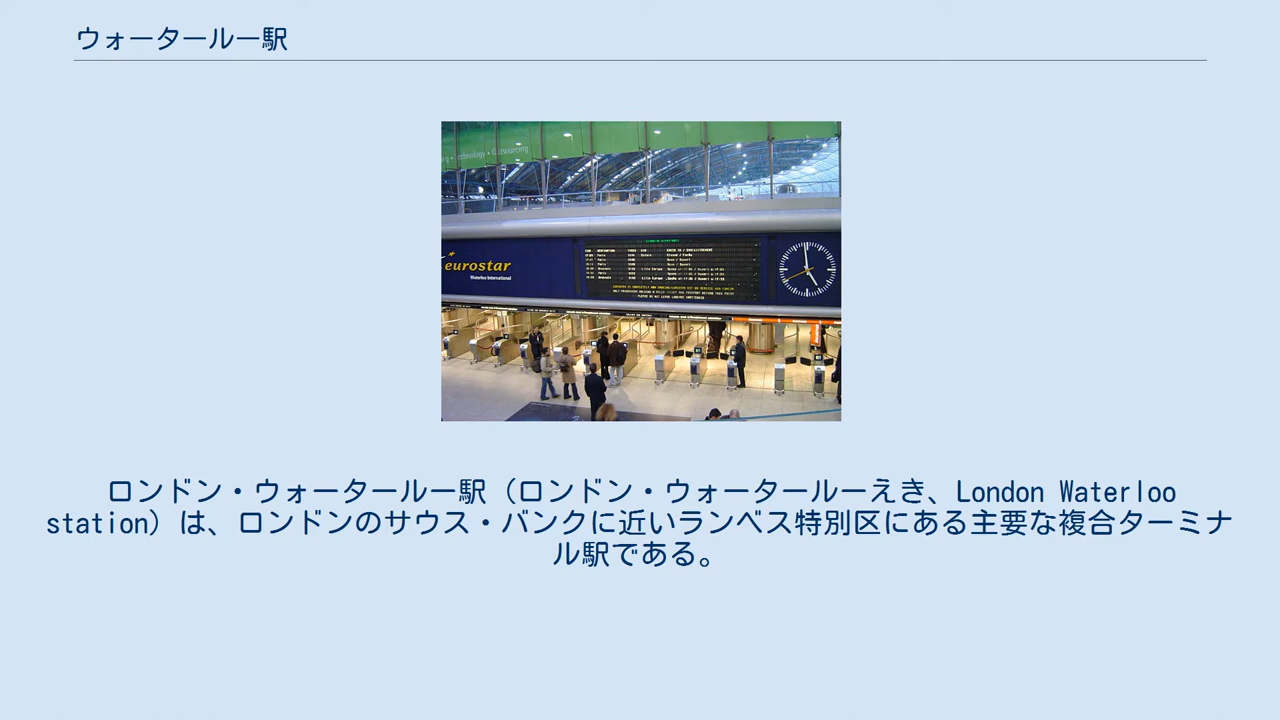 ウォータールー駅
Technology • Outsourcing
eurostar
Waterloo International
ロンドン・ウォータールー駅（ロンドン・ウォータールーえき、London Waterloo
station）は、ロンドンのサウス・バンクに近いランベス特別区にある主要な複合ターミナ
ル駅である。